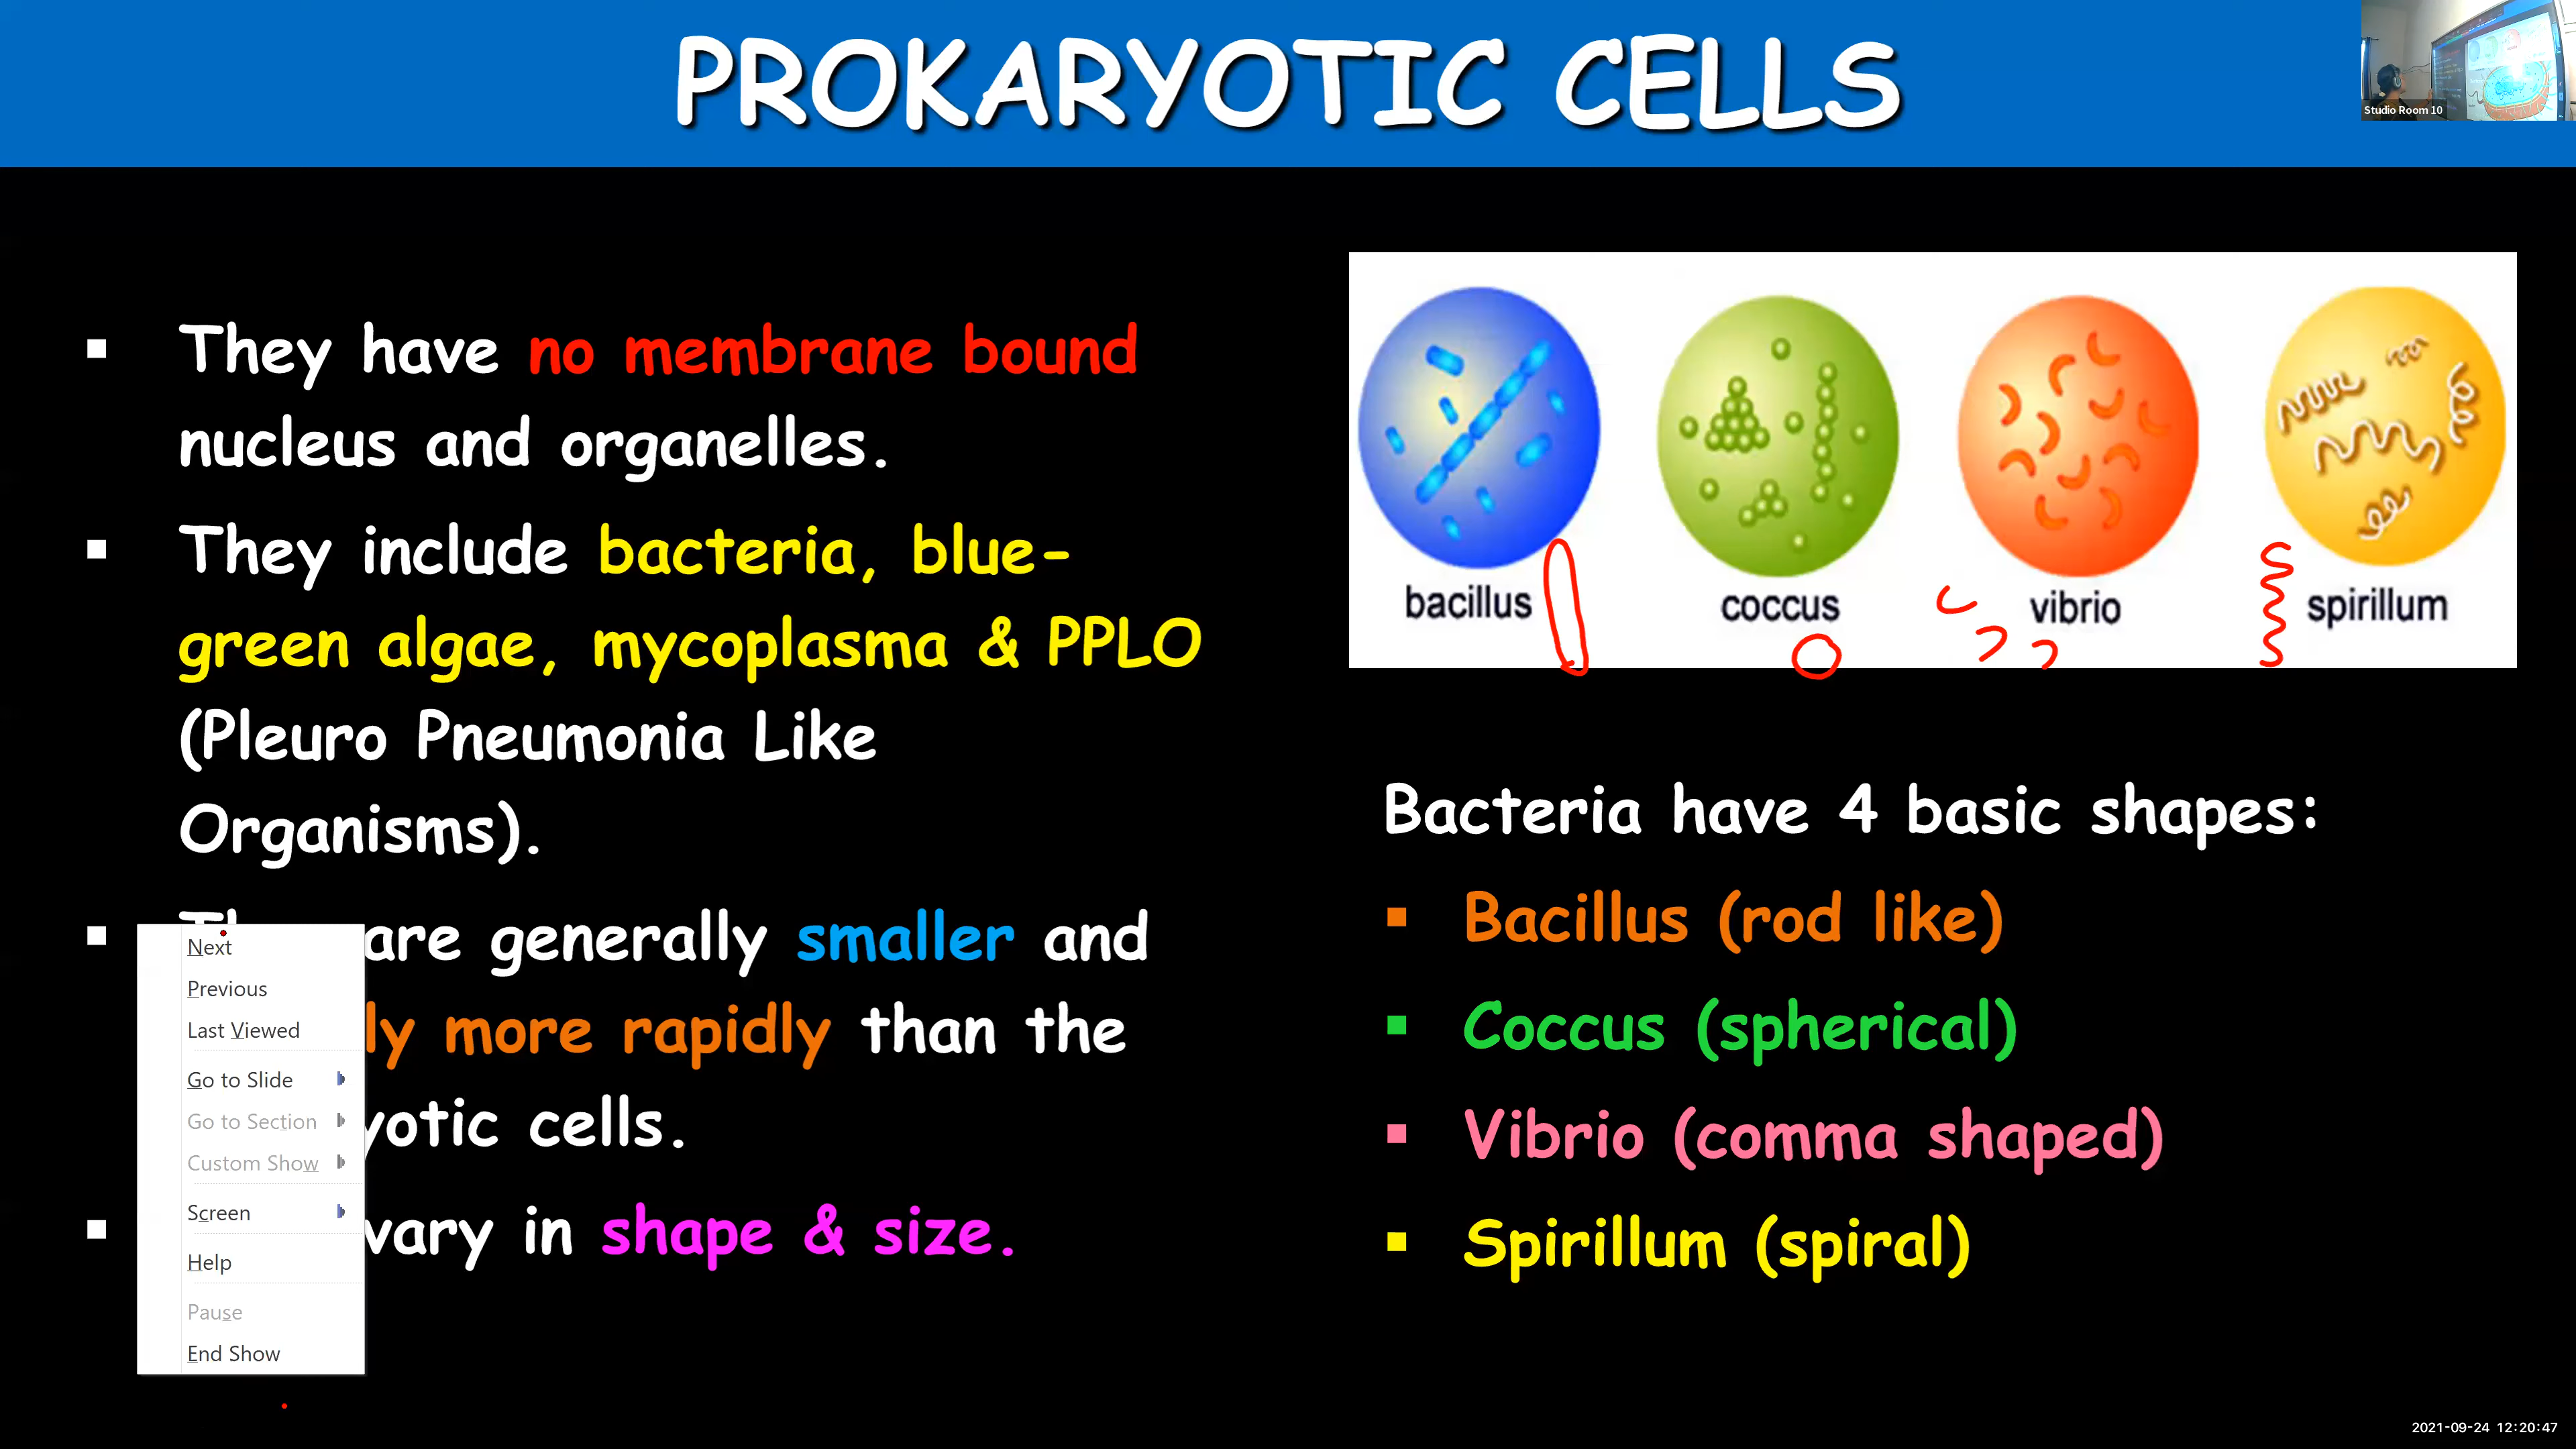 PROKARYOTIC CELLS
Studio Room 10
▪ They have no membrane bound
nucleus and organelles.
▪ They include bacteria, blue-
green algae, mycoplasma & PPLO
(Pleuro Pneumonia Like
Organisms).
▪ are generally smaller and
ly more rapidly than the
yotic cells.
▪ vary in shape & size.
Next
Previous
Last Viewed
Go to Slide
Go to Section
Custom Show
Screen
Help
Pause
End Show
bacillus
coccus
vibrio
spirillum
Bacteria have 4 basic shapes:
▪ Bacillus (rod like)
▪ Coccus (spherical)
▪ Vibrio (comma shaped)
▪ Spirillum (spiral)
2021-09-24 12:20:47